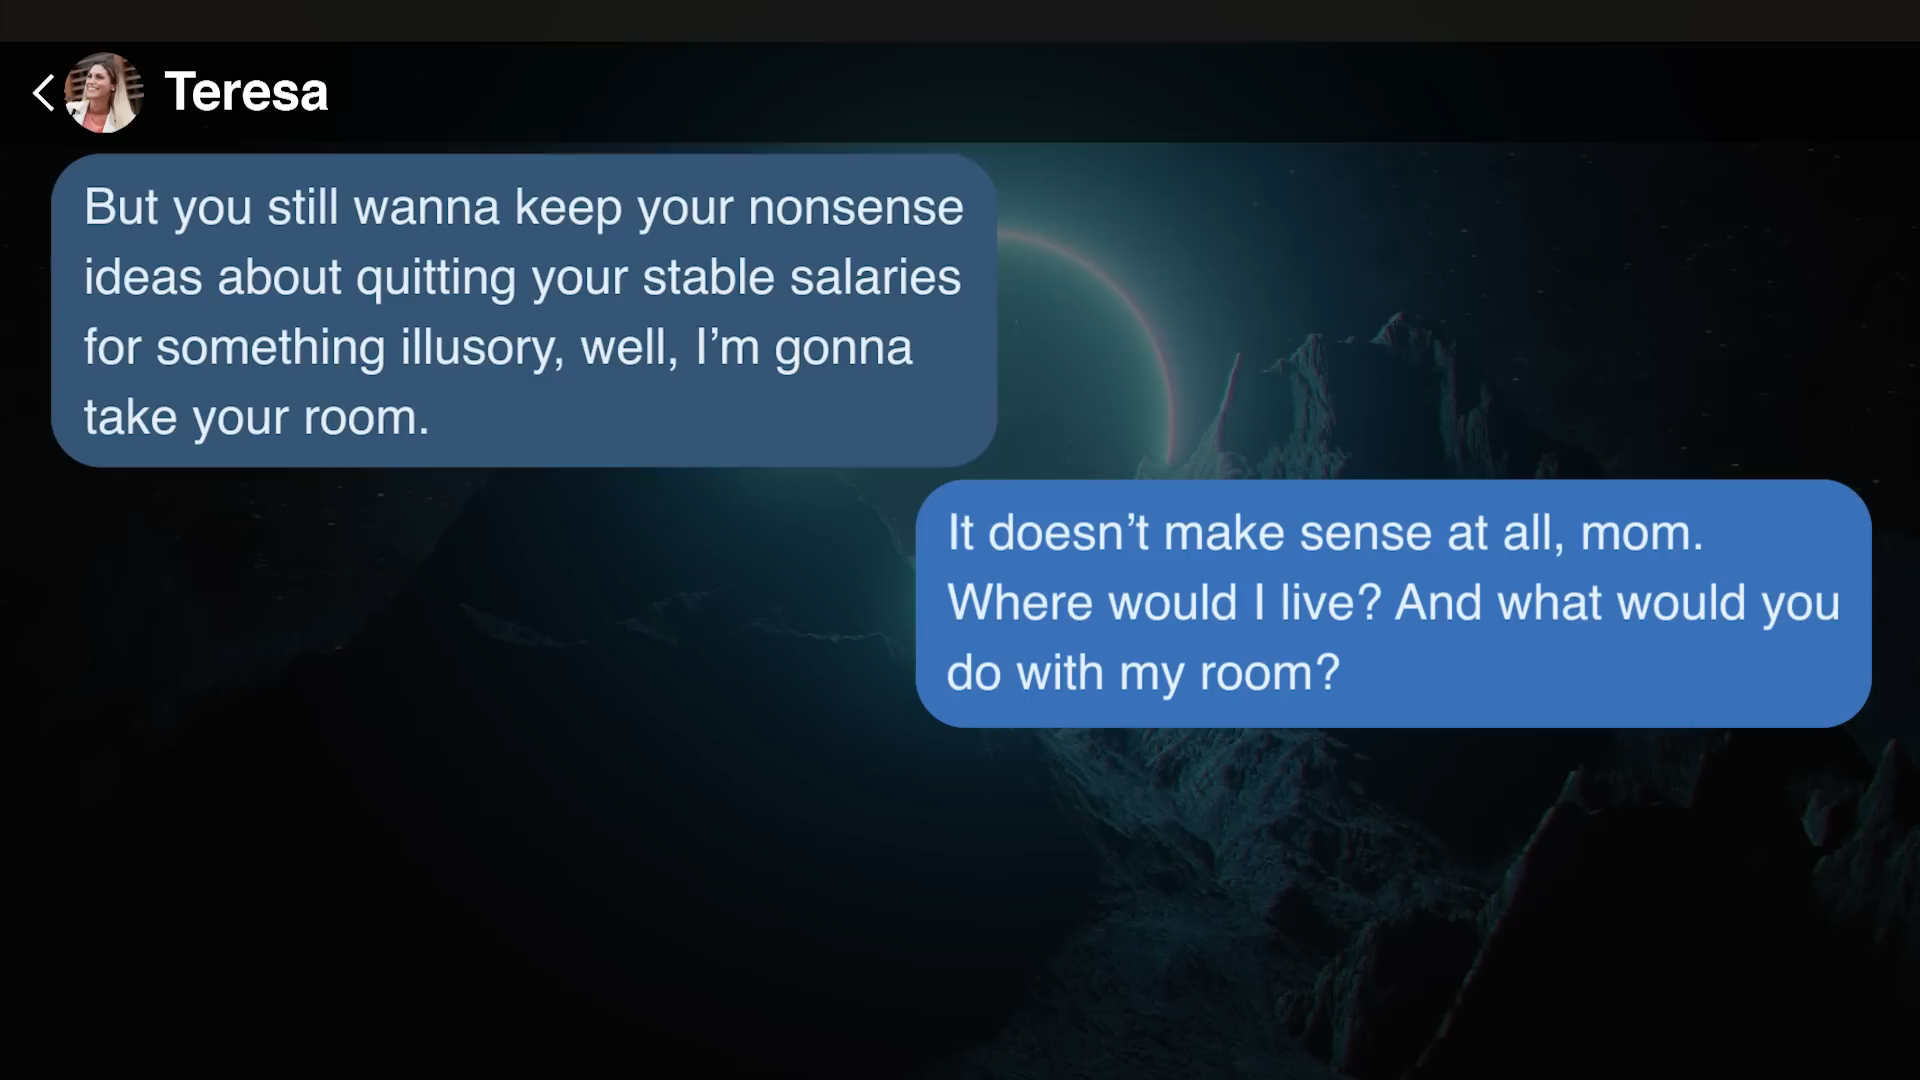 Teresa
But you still wanna keep your nonsense
ideas about quitting your stable salaries
for something illusory, well, I’m gonna
take your room.
It doesn’t make sense at all, mom.
Where would I live? And what would you
do with my room?